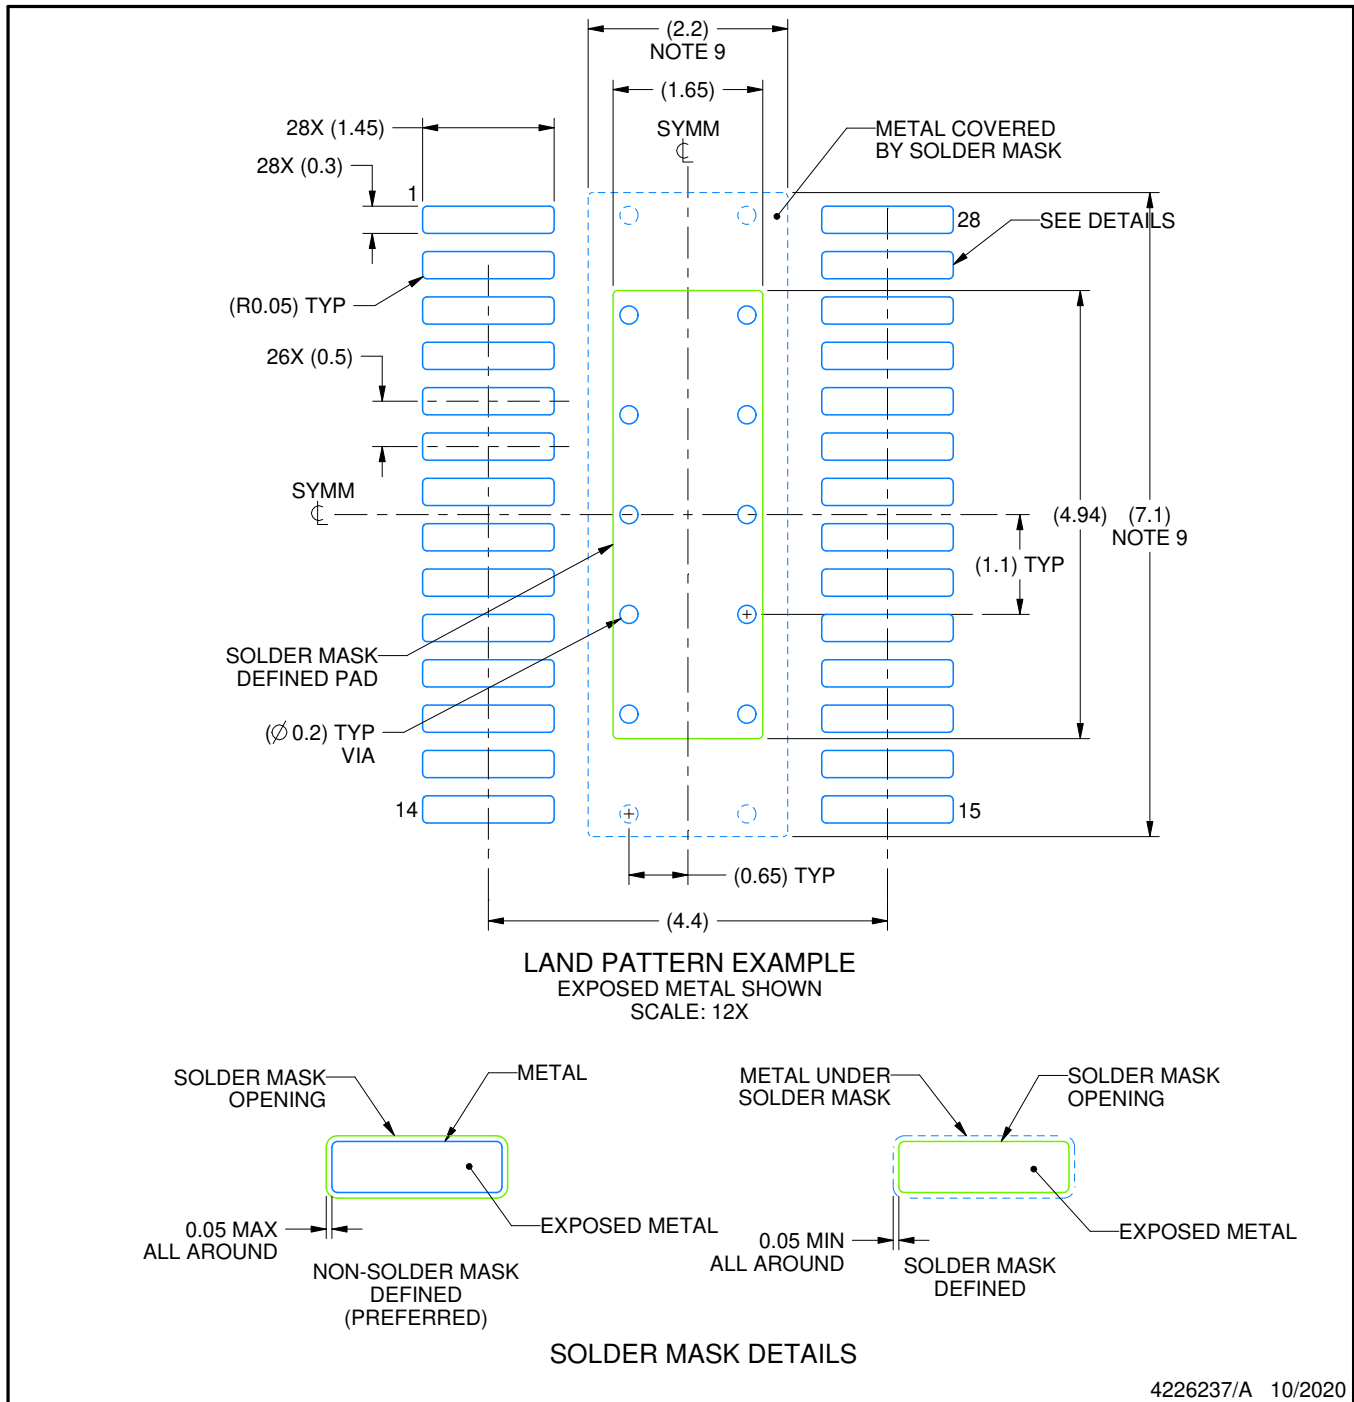 (2.2)
NOTE 9
(1.65)
SYMM
℄
METAL COVERED
BY SOLDER MASK
28X (1.45)
28X (0.3)
1
28
SEE DETAILS
(R0.05) TYP
26X (0.5)
SYMM
℄
(4.94)
(7.1)
NOTE 9
(1.1) TYP
SOLDER MASK
DEFINED PAD
(∅ 0.2) TYP
VIA
14
15
(0.65) TYP
(4.4)
LAND PATTERN EXAMPLE
EXPOSED METAL SHOWN
SCALE: 12X
SOLDER MASK
OPENING
METAL
EXPOSED METAL
0.05 MAX
ALL AROUND
NON-SOLDER MASK
DEFINED
(PREFERRED)
METAL UNDER
SOLDER MASK
SOLDER MASK
OPENING
EXPOSED METAL
0.05 MIN
ALL AROUND
SOLDER MASK
DEFINED
SOLDER MASK DETAILS
4226237/A 10/2020